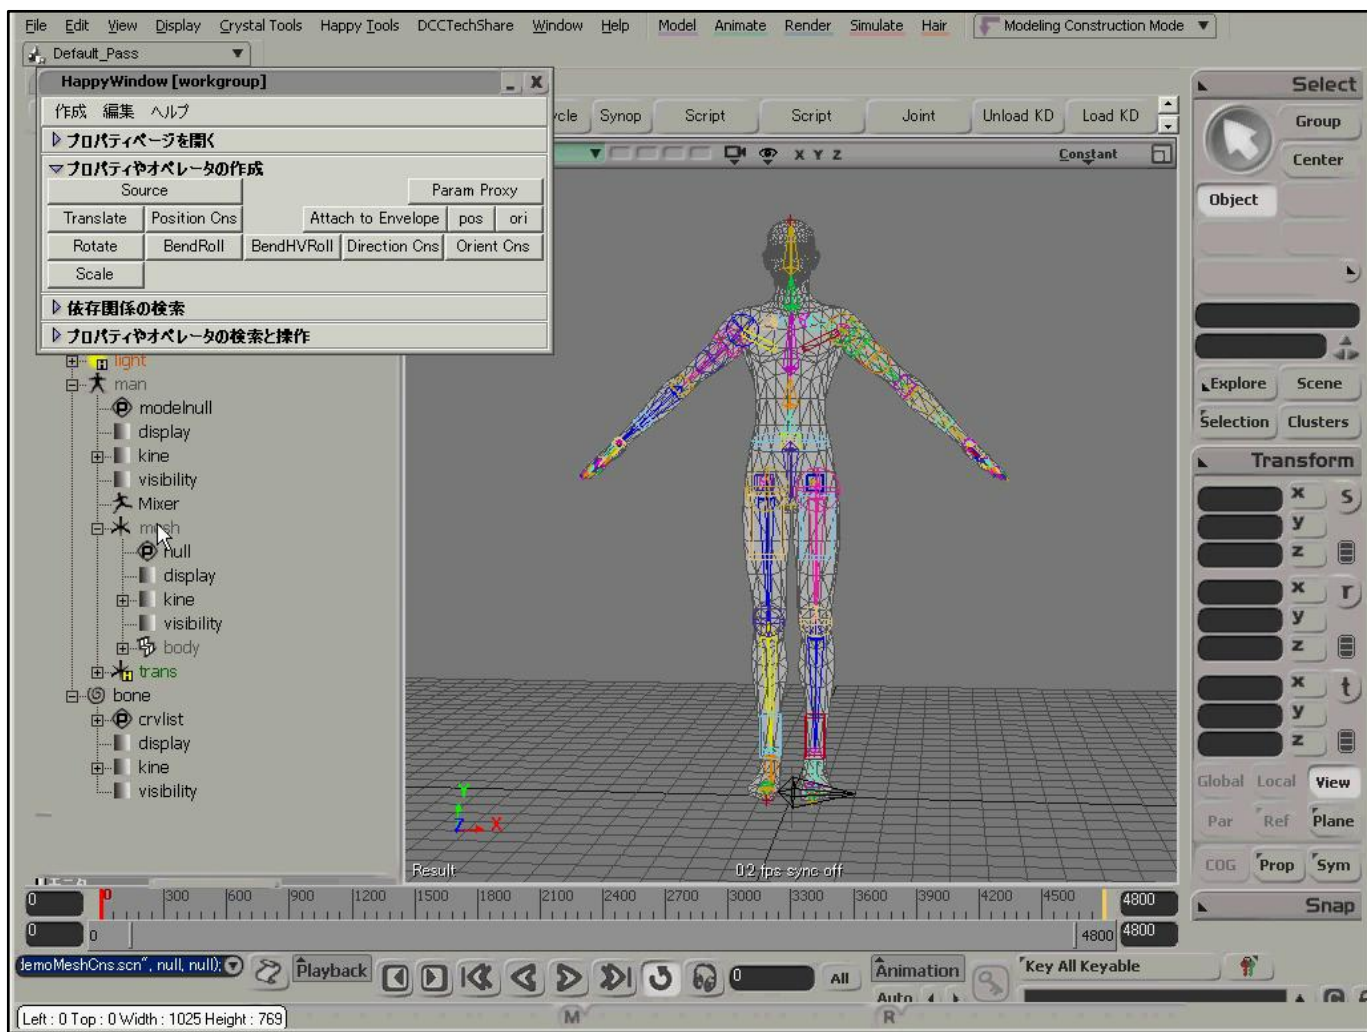 File Edit View Display Crystal Tools Happy Tools DCCTechShare Window Help Model Animate Render Simulate Hair Modeling Construction Mode
Default_Pass
HappyWindow [workgroup]
作成 編集 ヘルプ
プロパティページを開く
プロパティやオペレータの作成
Source Param Proxy
Translate Position Cns Attach to Envelope pos ori
Rotate BendRoll BendHVRoll Direction Cns Orient Cns
Scale
依存関係の検索
プロパティやオペレータの検索と操作
Synop Script Script Joint Unload KD Load KD
X Y Z Constant
light
man
modelnull
display
kine
visibility
Mixer
mesh
null
display
kine
visibility
body
trans
bone
crvlist
display
kine
visibility
Y
Z X
Result 0.2 fps sync off
Select
Group
Center
Object
Explore Scene
Selection Clusters
Transform
x s
y
z
x r
y
z
x t
y
z
Global Local View
Par Ref Plane
COG Prop Sym
Snap
0 0 300 600 900 1200 1500 1800 2100 2400 2700 3000 3300 3600 3900 4200 4500 4800
0 0 4800 4800
demoMeshCns.scn", null, null); Playback 0 All Animation Key All Keyable
Auto
Left : 0 Top : 0 Width : 1025 Height : 769 M R